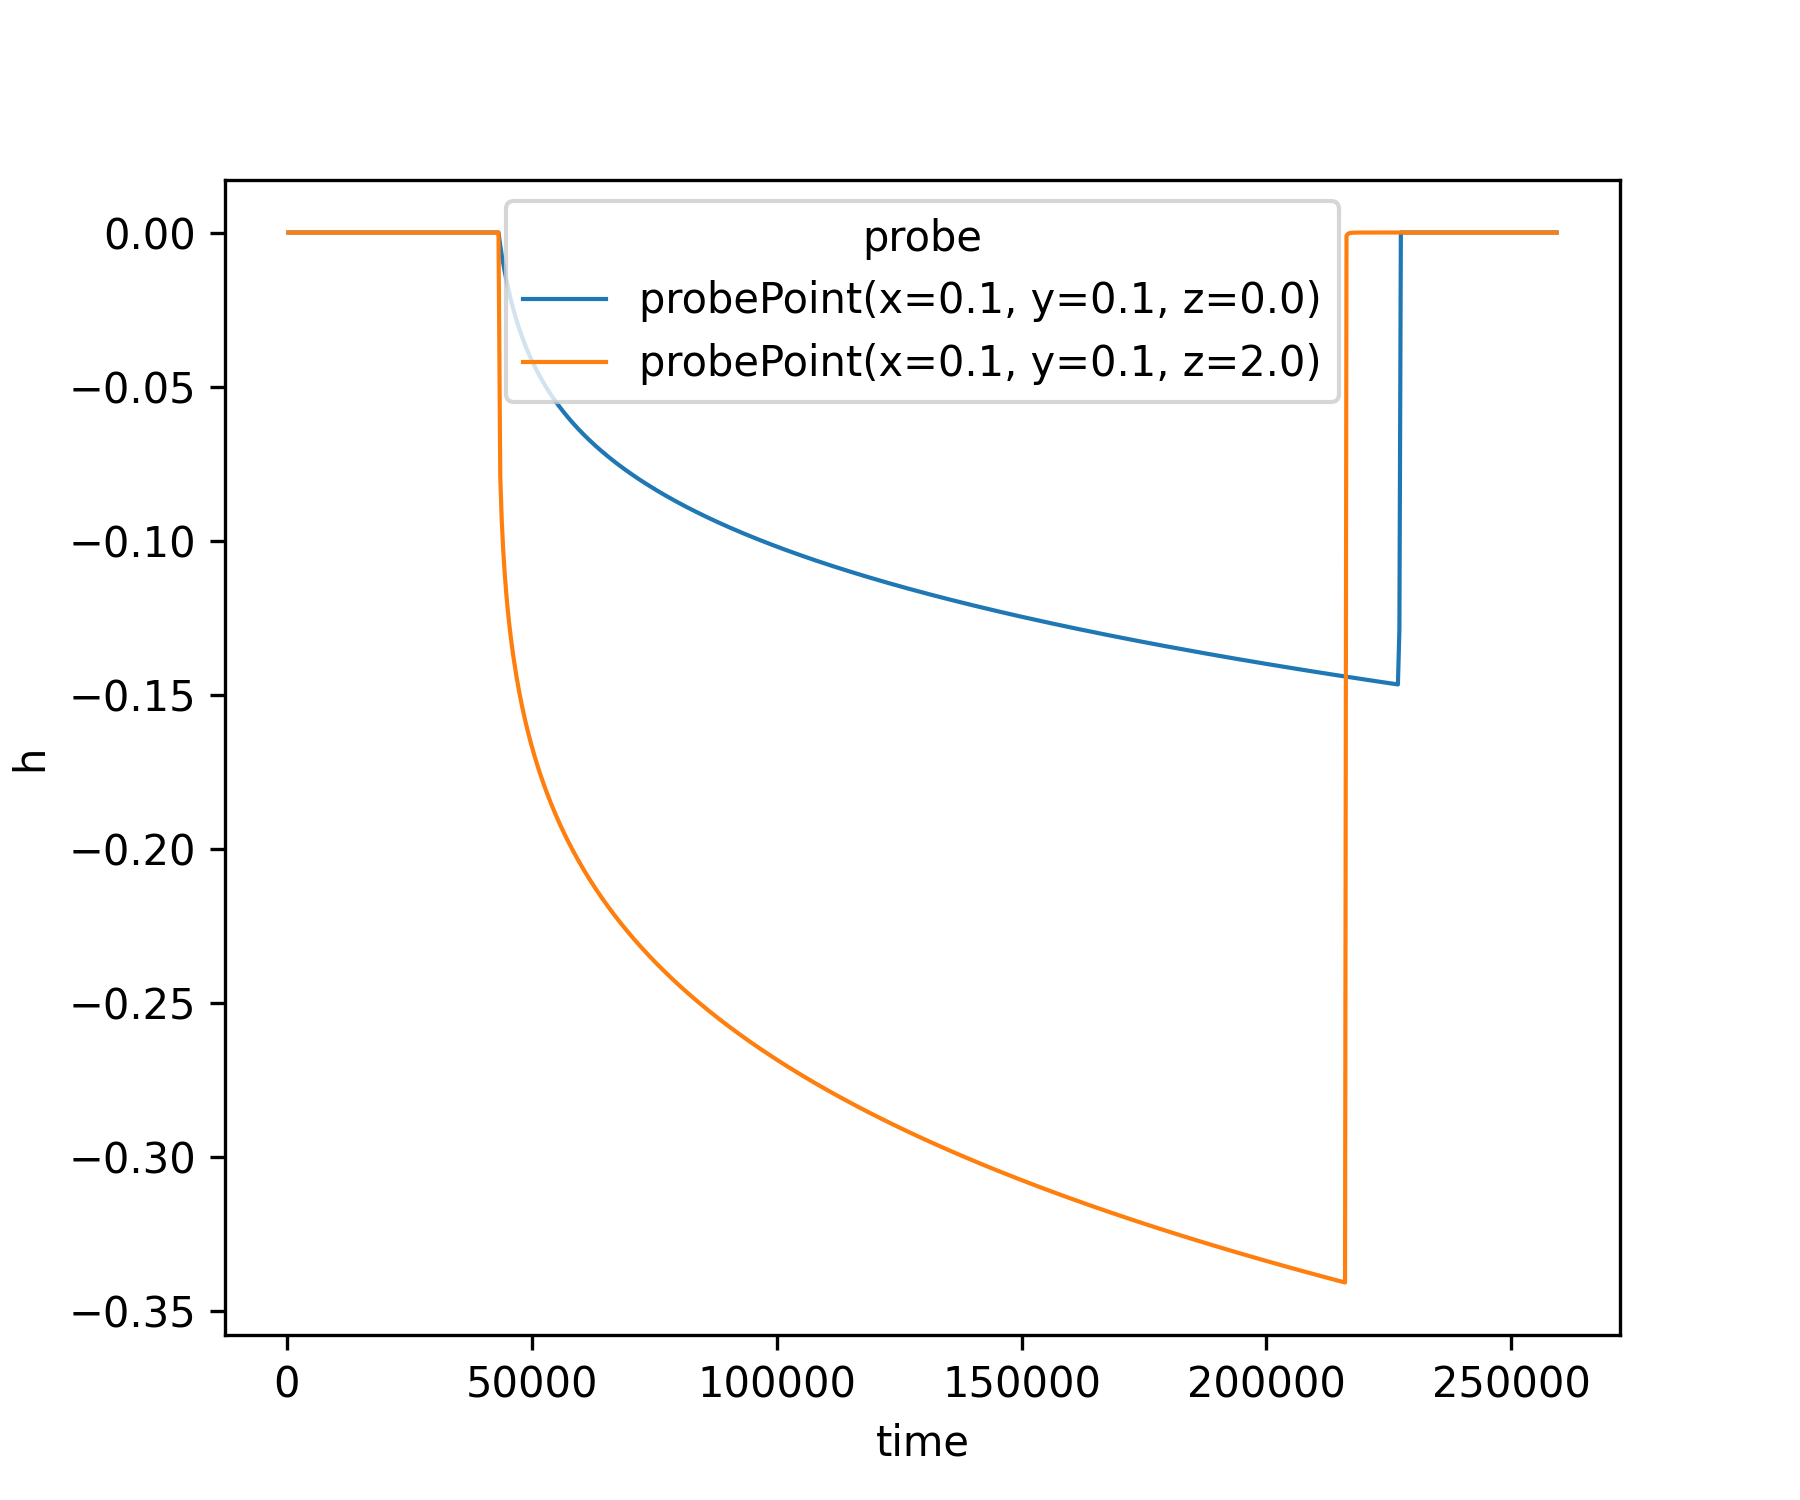 probe
probePoint(x=0.1, y=0.1, z=0.0)
probePoint(x=0.1, y=0.1, z=2.0)
0.00
−0.05
−0.10
−0.15
−0.20
−0.25
−0.30
−0.35
h
0 50000 100000 150000 200000 250000
time